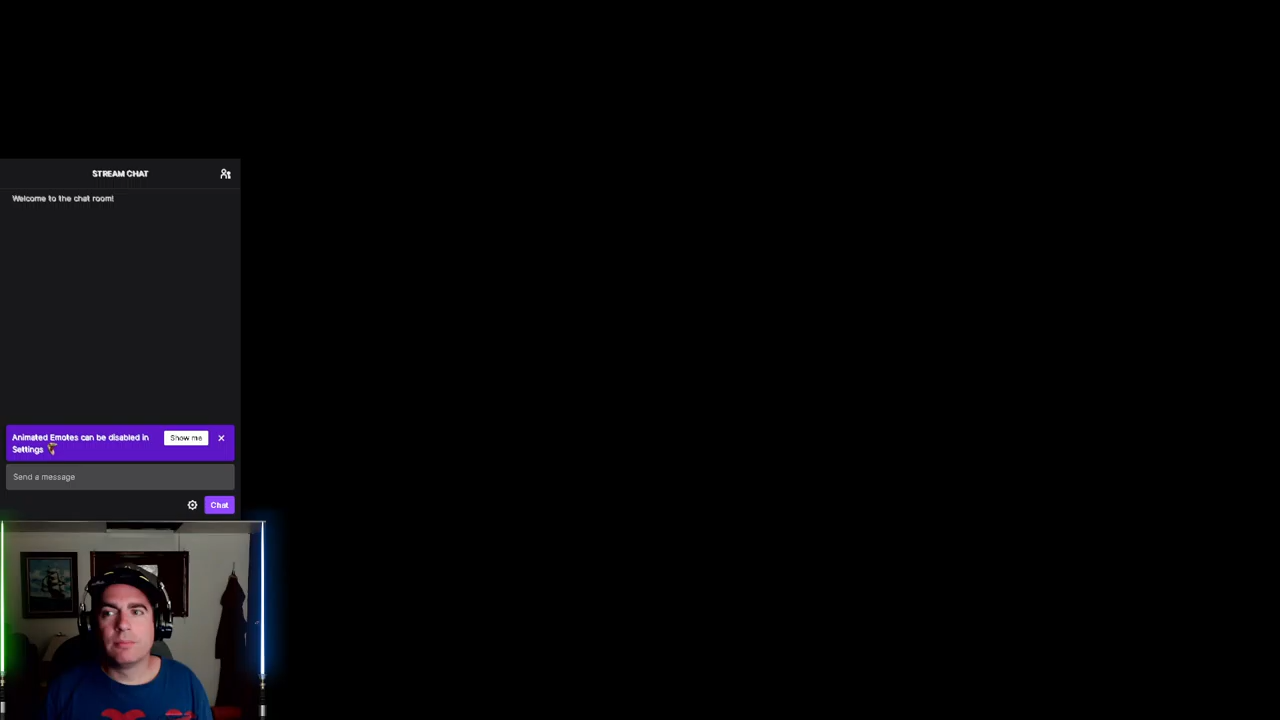 STREAM CHAT
Welcome to the chat room!
Animated Emotes can be disabled in
Settings
Show me
Send a message
Chat